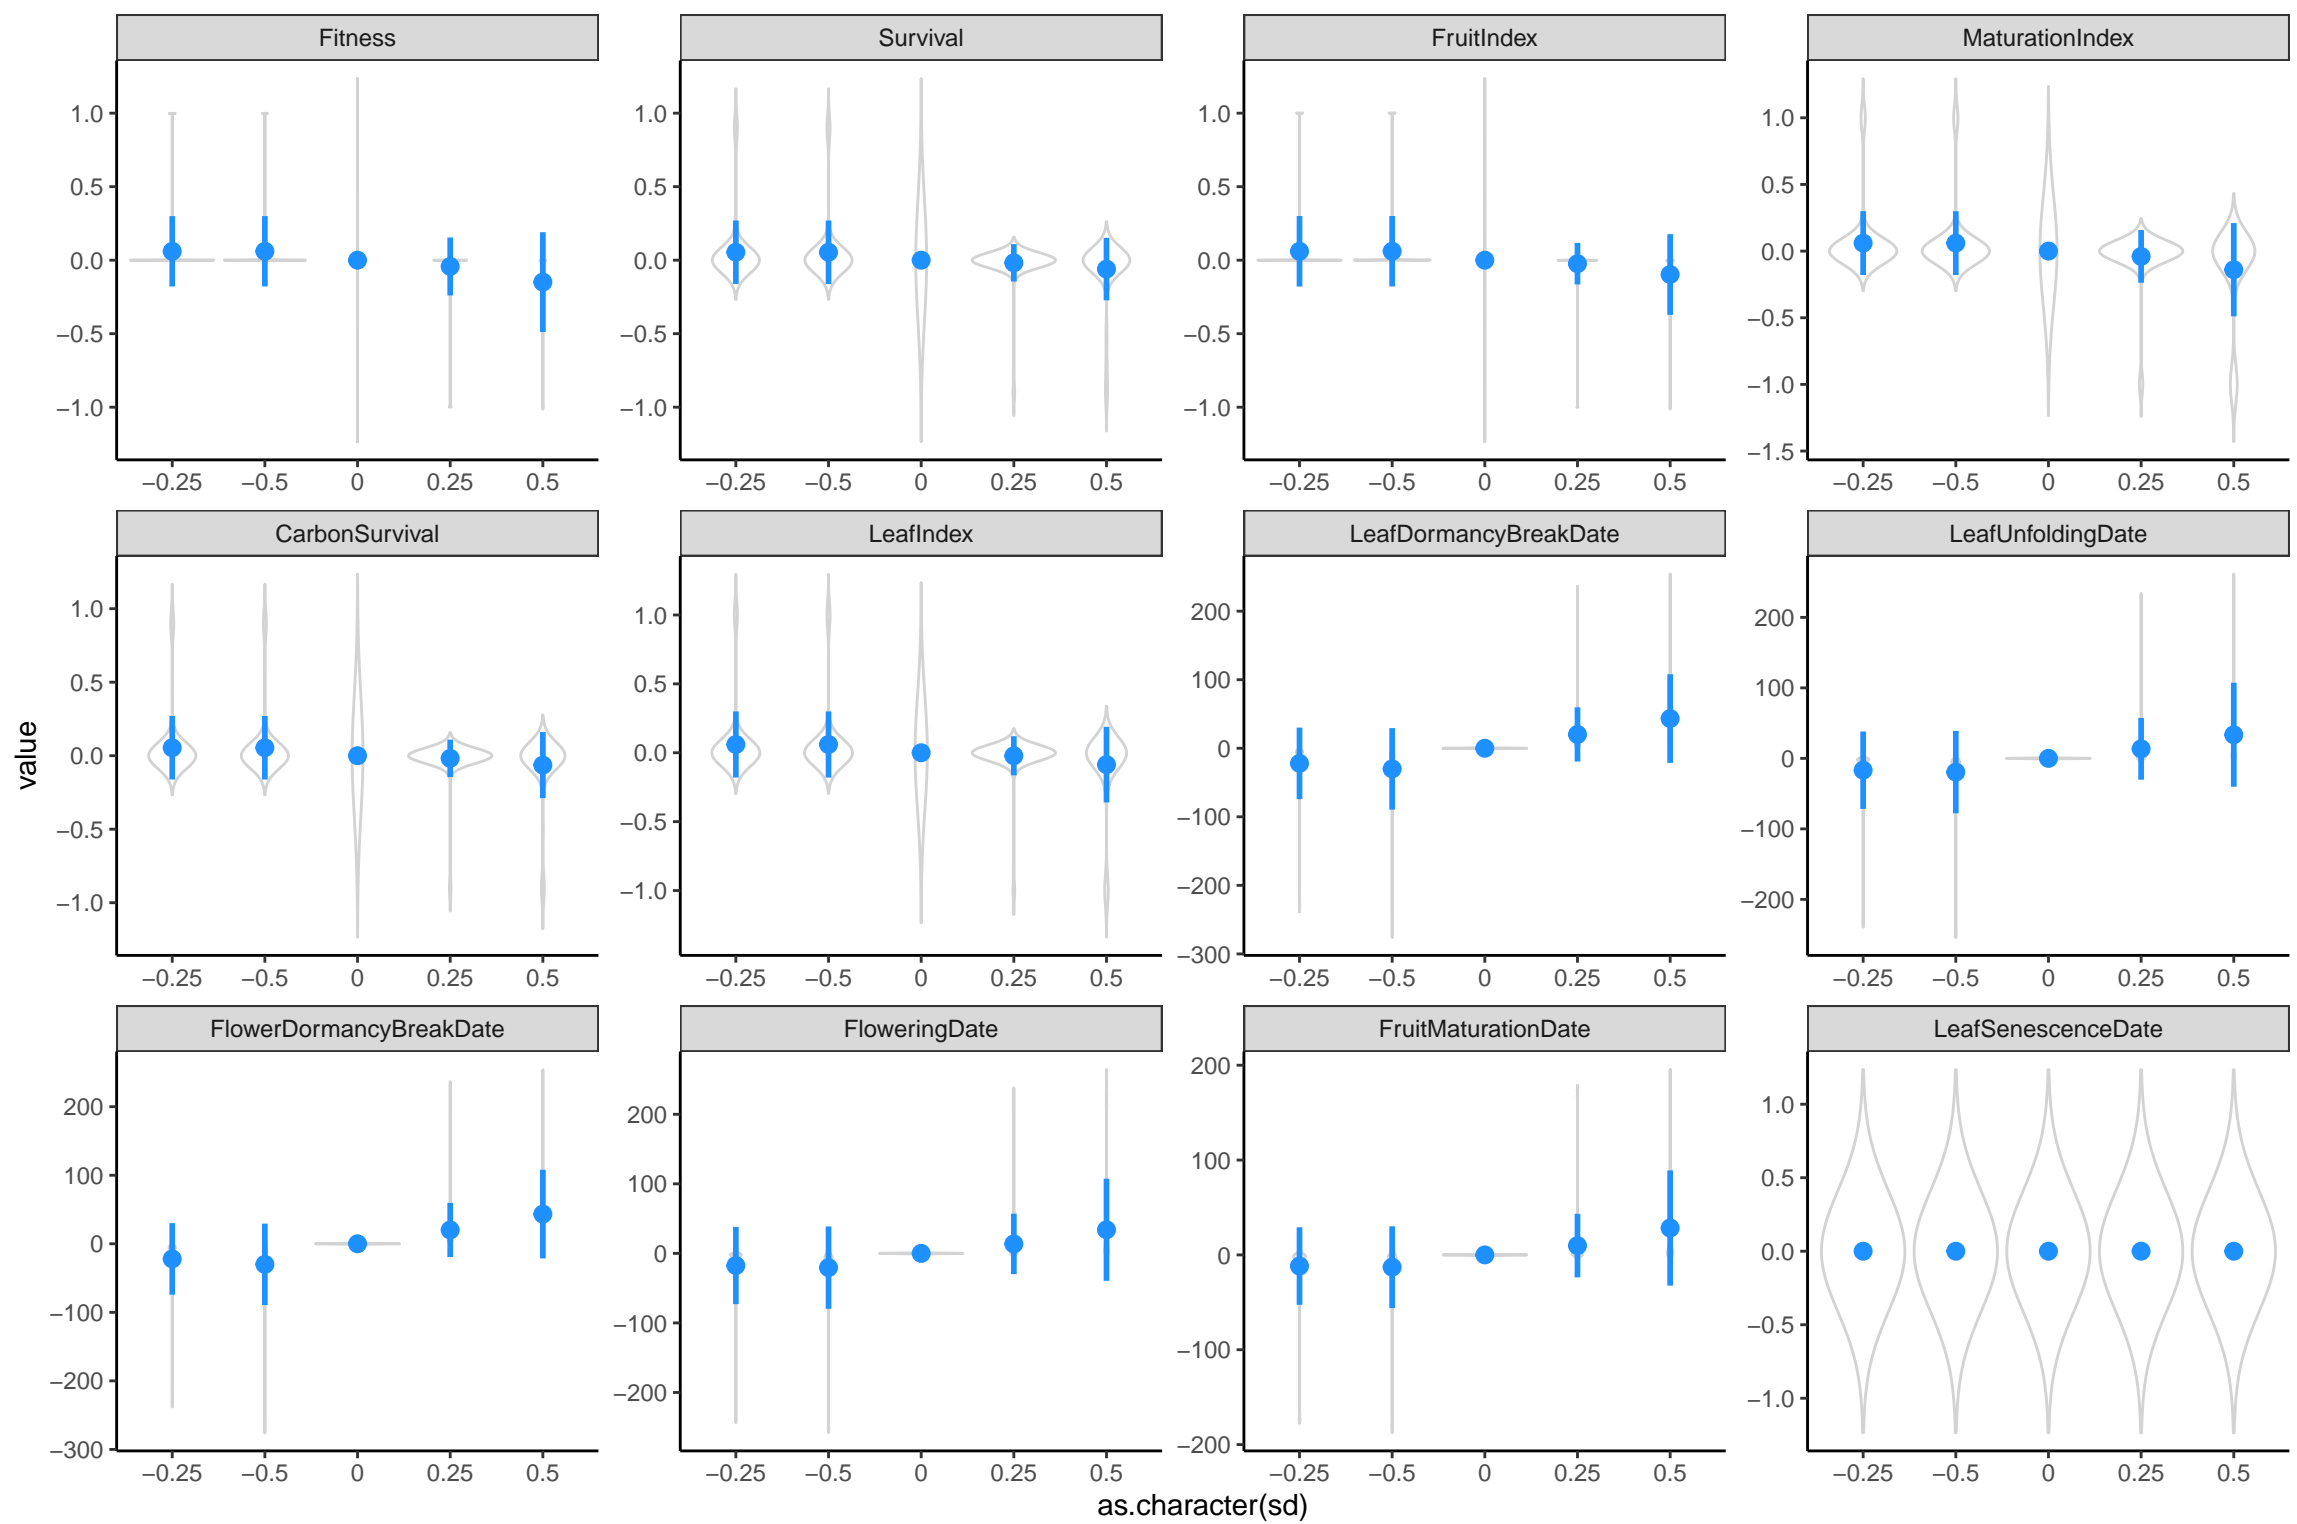 Fitness Survival FruitIndex MaturationIndex
1.0 1.0 1.0 1.0
0.5 0.5 0.5 0.5
0.0 0.0 0.0 0.0
−0.5 −0.5 −0.5 −0.5
−1.0 −1.0 −1.0 −1.0
−1.5
−0.25 −0.5 0 0.25 0.5 −0.25 −0.5 0 0.25 0.5 −0.25 −0.5 0 0.25 0.5 −0.25 −0.5 0 0.25 0.5
CarbonSurvival LeafIndex LeafDormancyBreakDate LeafUnfoldingDate
1.0 1.0 200 200
0.5 0.5 100 100
0.0 0.0 0 0
−0.5 −0.5 −100 −100
−1.0 −1.0 −200 −200
−300
−0.25 −0.5 0 0.25 0.5 −0.25 −0.5 0 0.25 0.5 −0.25 −0.5 0 0.25 0.5 −0.25 −0.5 0 0.25 0.5
value
FlowerDormancyBreakDate FloweringDate FruitMaturationDate LeafSenescenceDate
200 200 200 1.0
100 100 100 0.5
0 0 0 0.0
−100 −100 −100 −0.5
−200 −200 −200 −1.0
−300
−0.25 −0.5 0 0.25 0.5 −0.25 −0.5 0 0.25 0.5 −0.25 −0.5 0 0.25 0.5 −0.25 −0.5 0 0.25 0.5
as.character(sd)